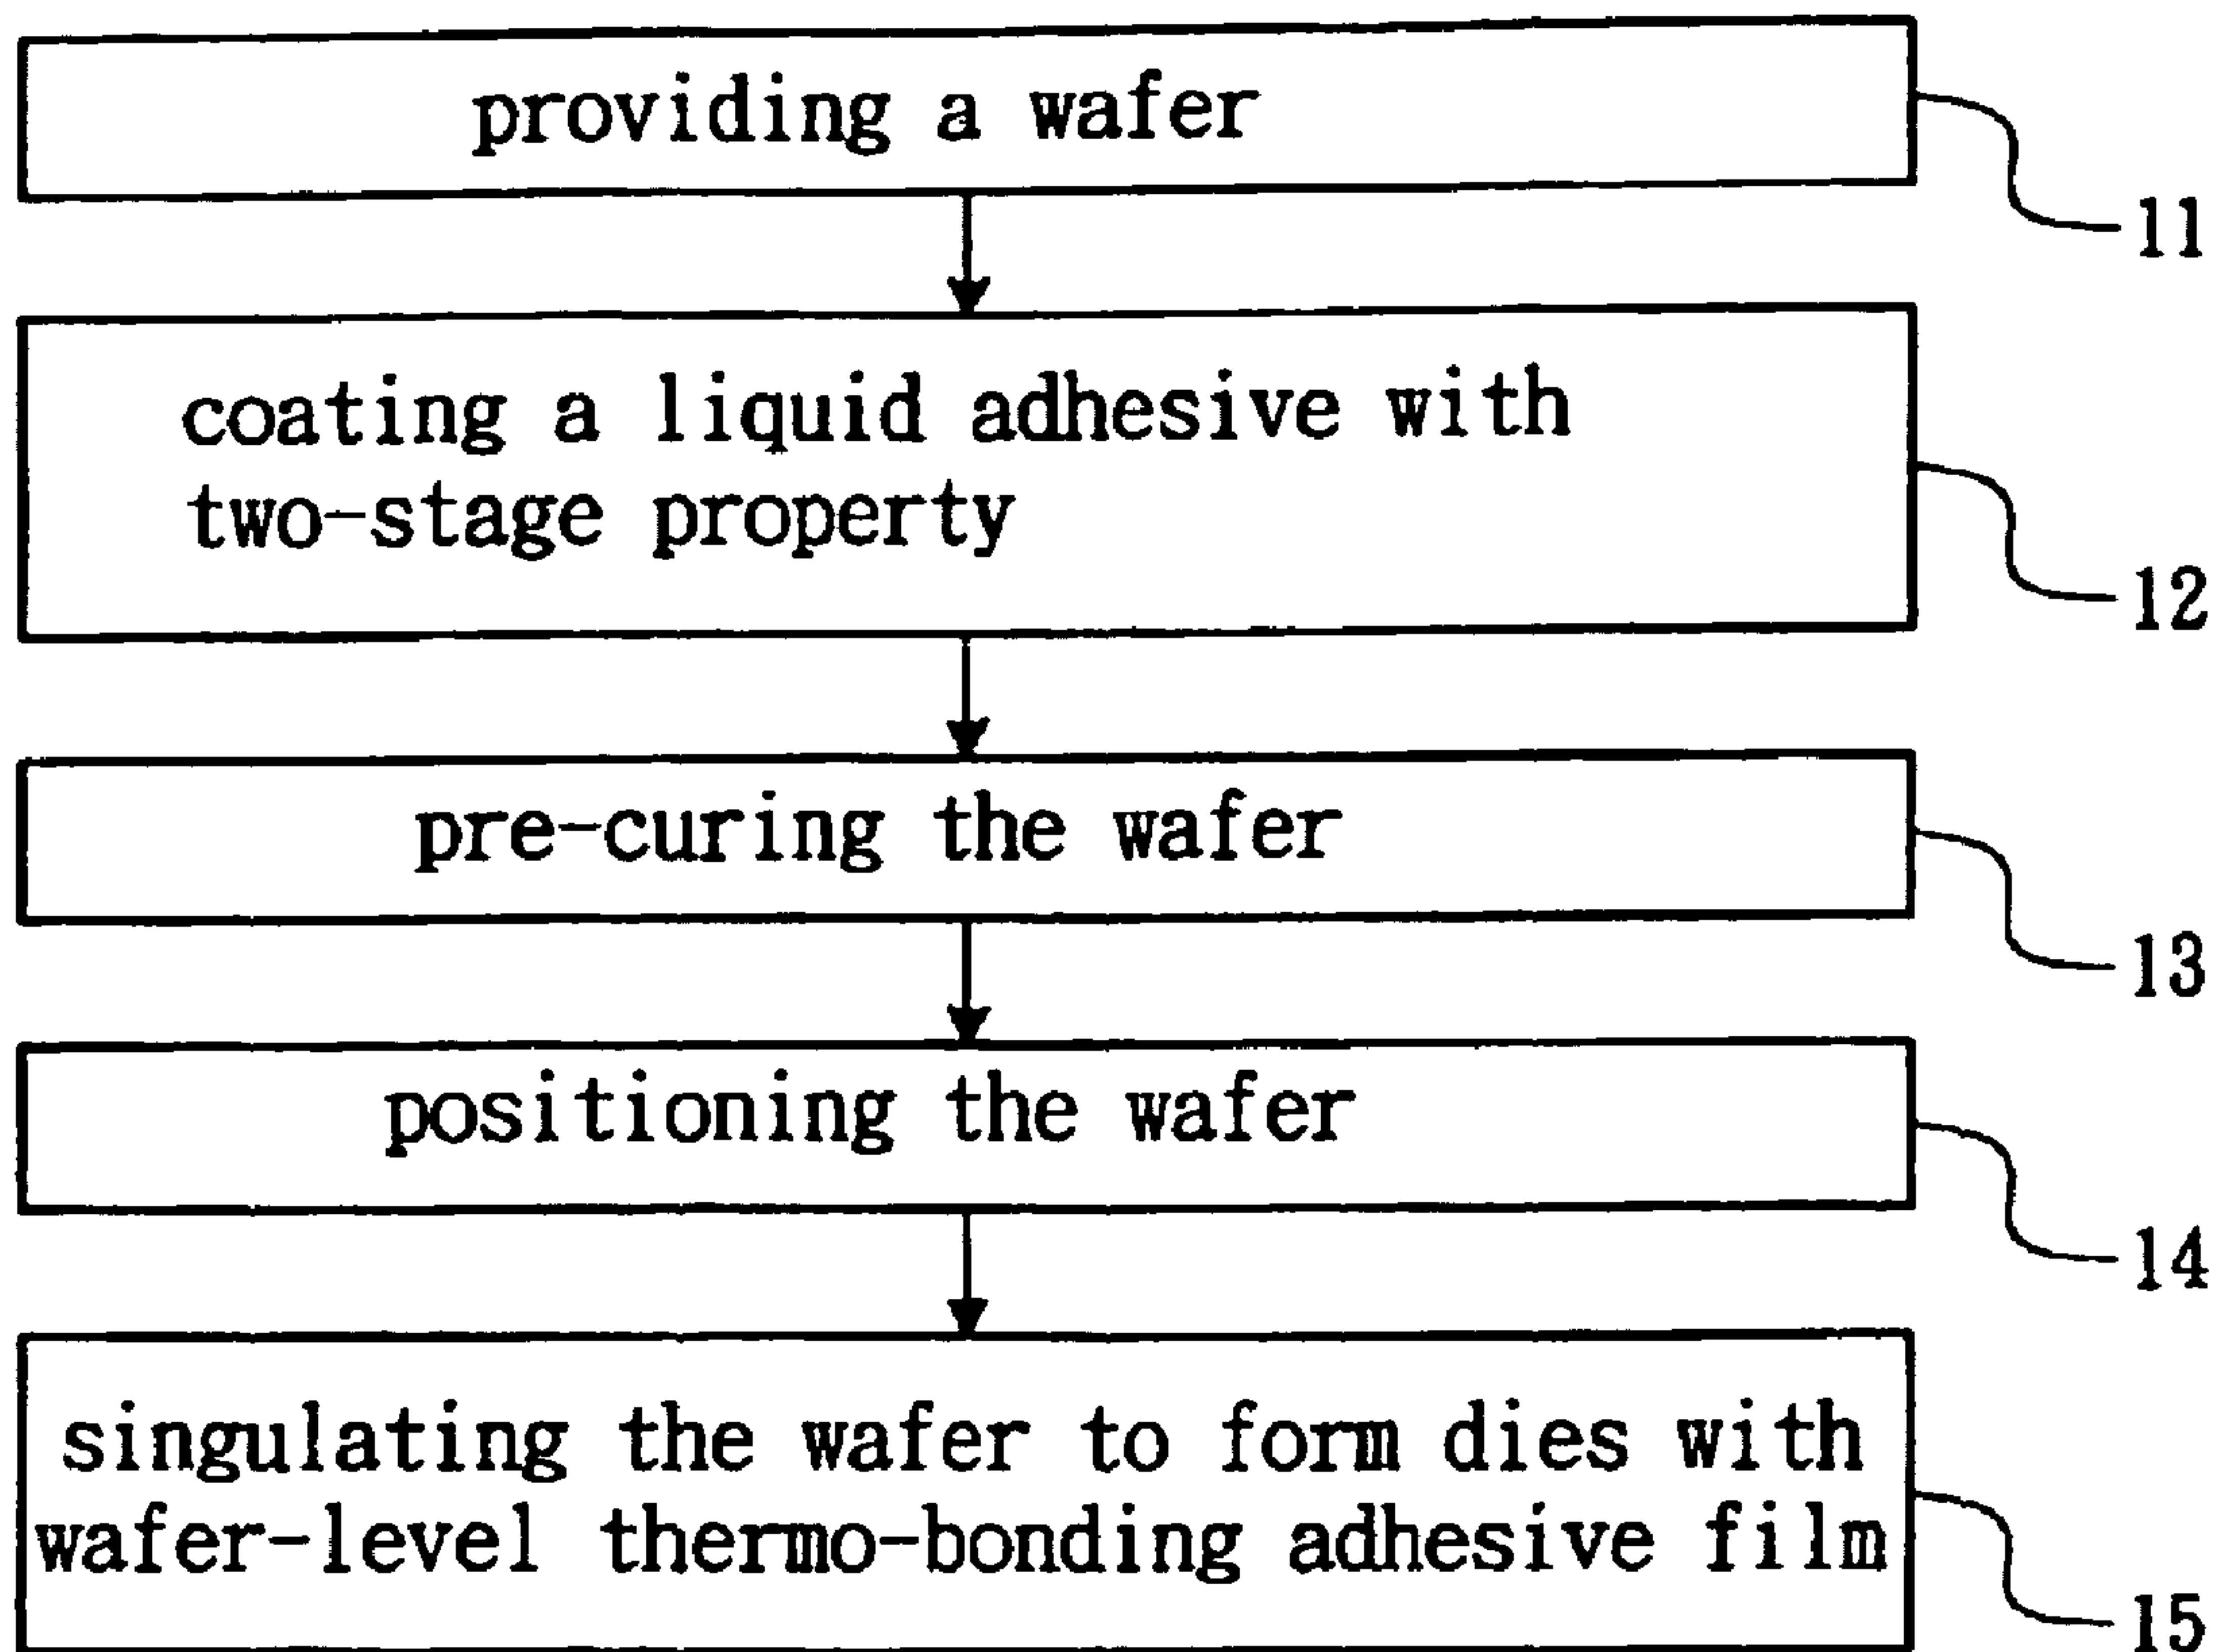 providing a wafer
11
coating a liquid adhesive with
two-stage property
12
pre-curing the wafer
13
positioning the wafer
14
singulating the wafer to form dies with
wafer-level thermo-bonding adhesive film
15